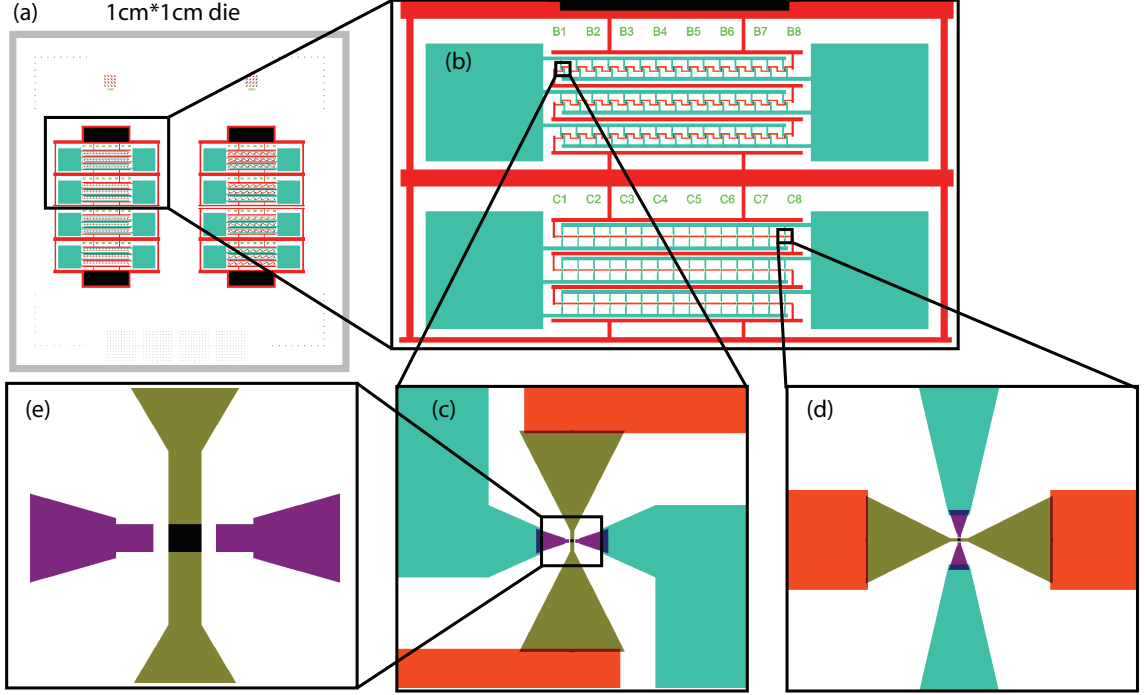 (a) 1cm*1cm die
(b)
B1 B2 B3 B4 B5 B6 B7 B8
C1 C2 C3 C4 C5 C6 C7 C8
(e)
(c)
(d)